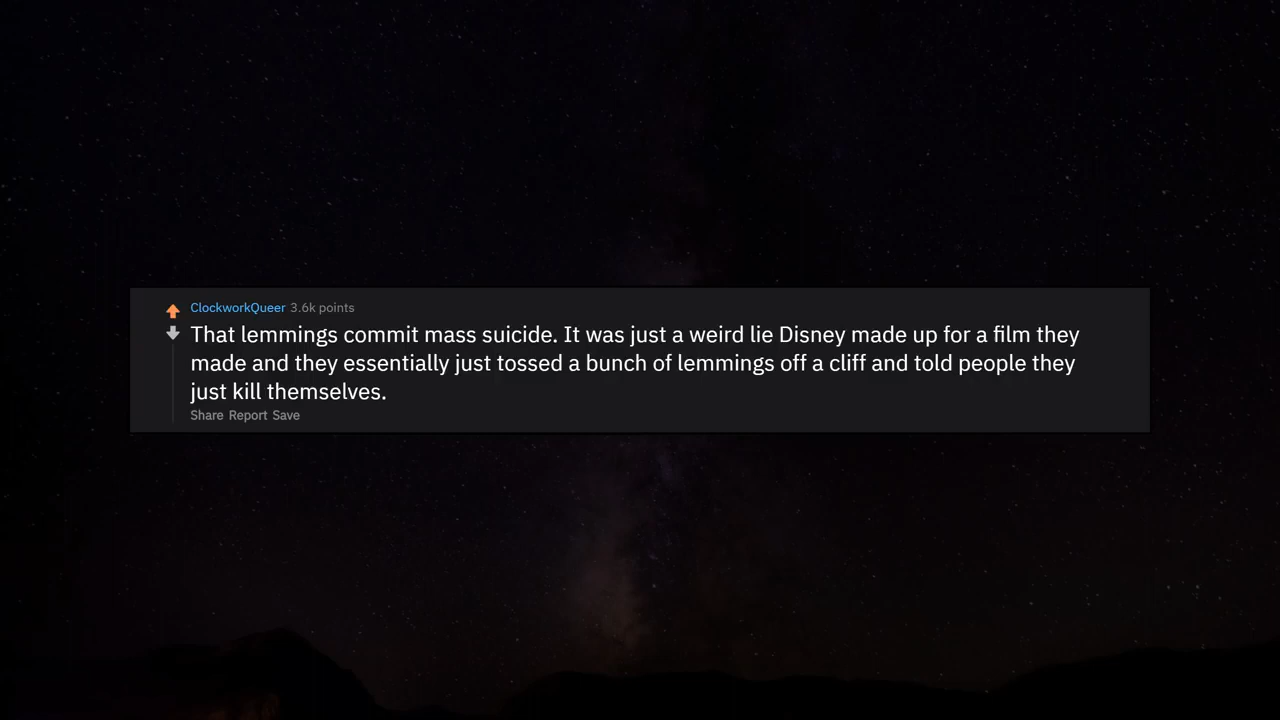 ClockworkQueer 3.6k points
That lemmings commit mass suicide. It was just a weird lie Disney made up for a film they
made and they essentially just tossed a bunch of lemmings off a cliff and told people they
just kill themselves.
Share Report Save